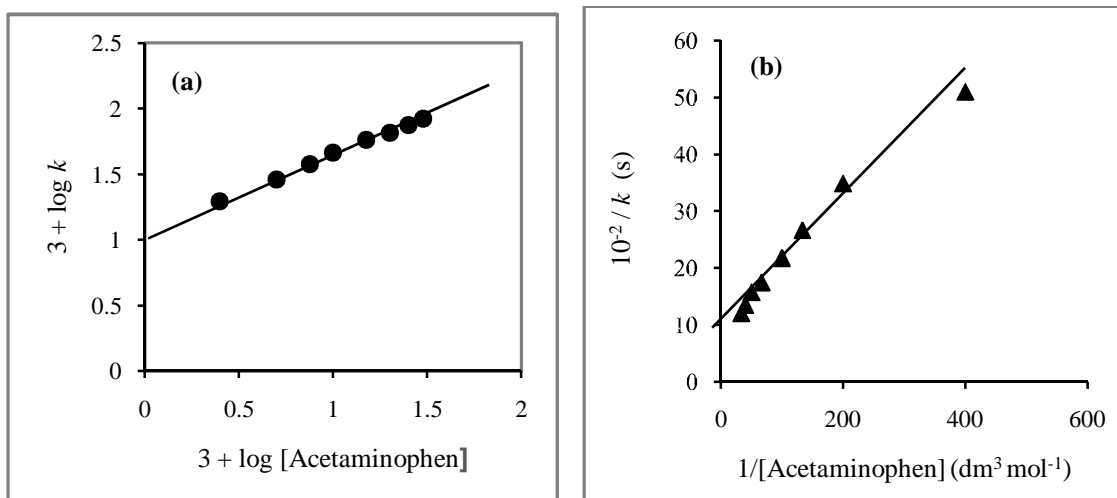 (a)
2.5
2
1.5
1
0.5
0
0 0.5 1 1.5 2
3 + log k
3 + log [Acetaminophen]
(b)
60
50
40
30
20
10
0
0 200 400 600
10⁻² / k (s)
1/[Acetaminophen] (dm³ mol⁻¹)